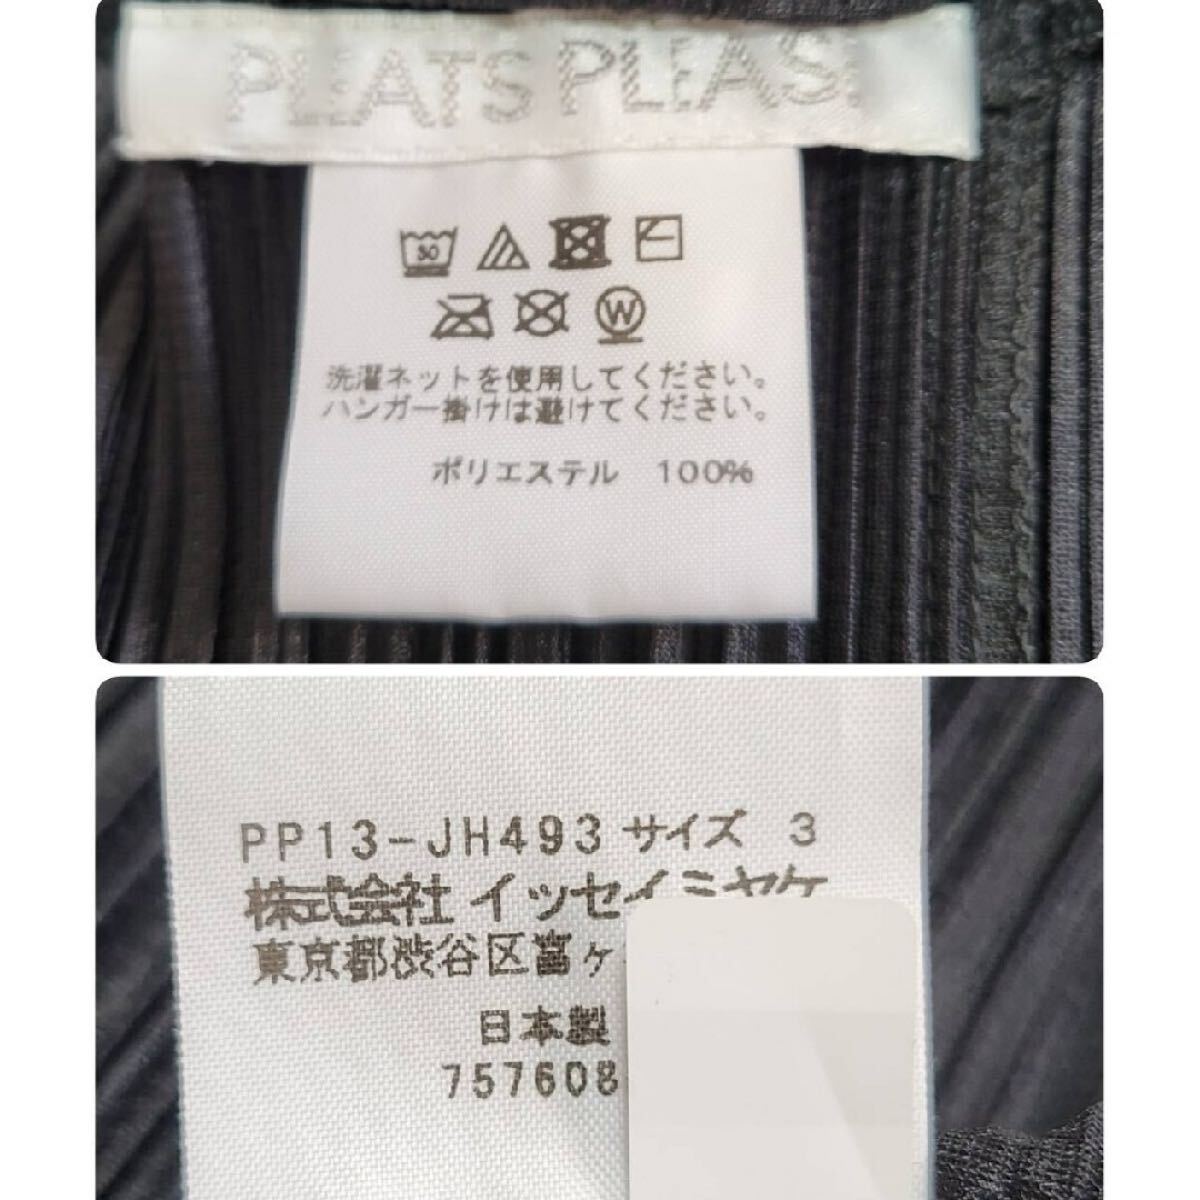 PLEATS PLEASE
30
W
洗濯ネットを使用してください。
ハンガー掛けは避けてください。
ポリエステル 100%
PP13-JH493 サイズ 3
株式会社 イッセイミヤケ
東京都渋谷区富ヶ
日本製
757608